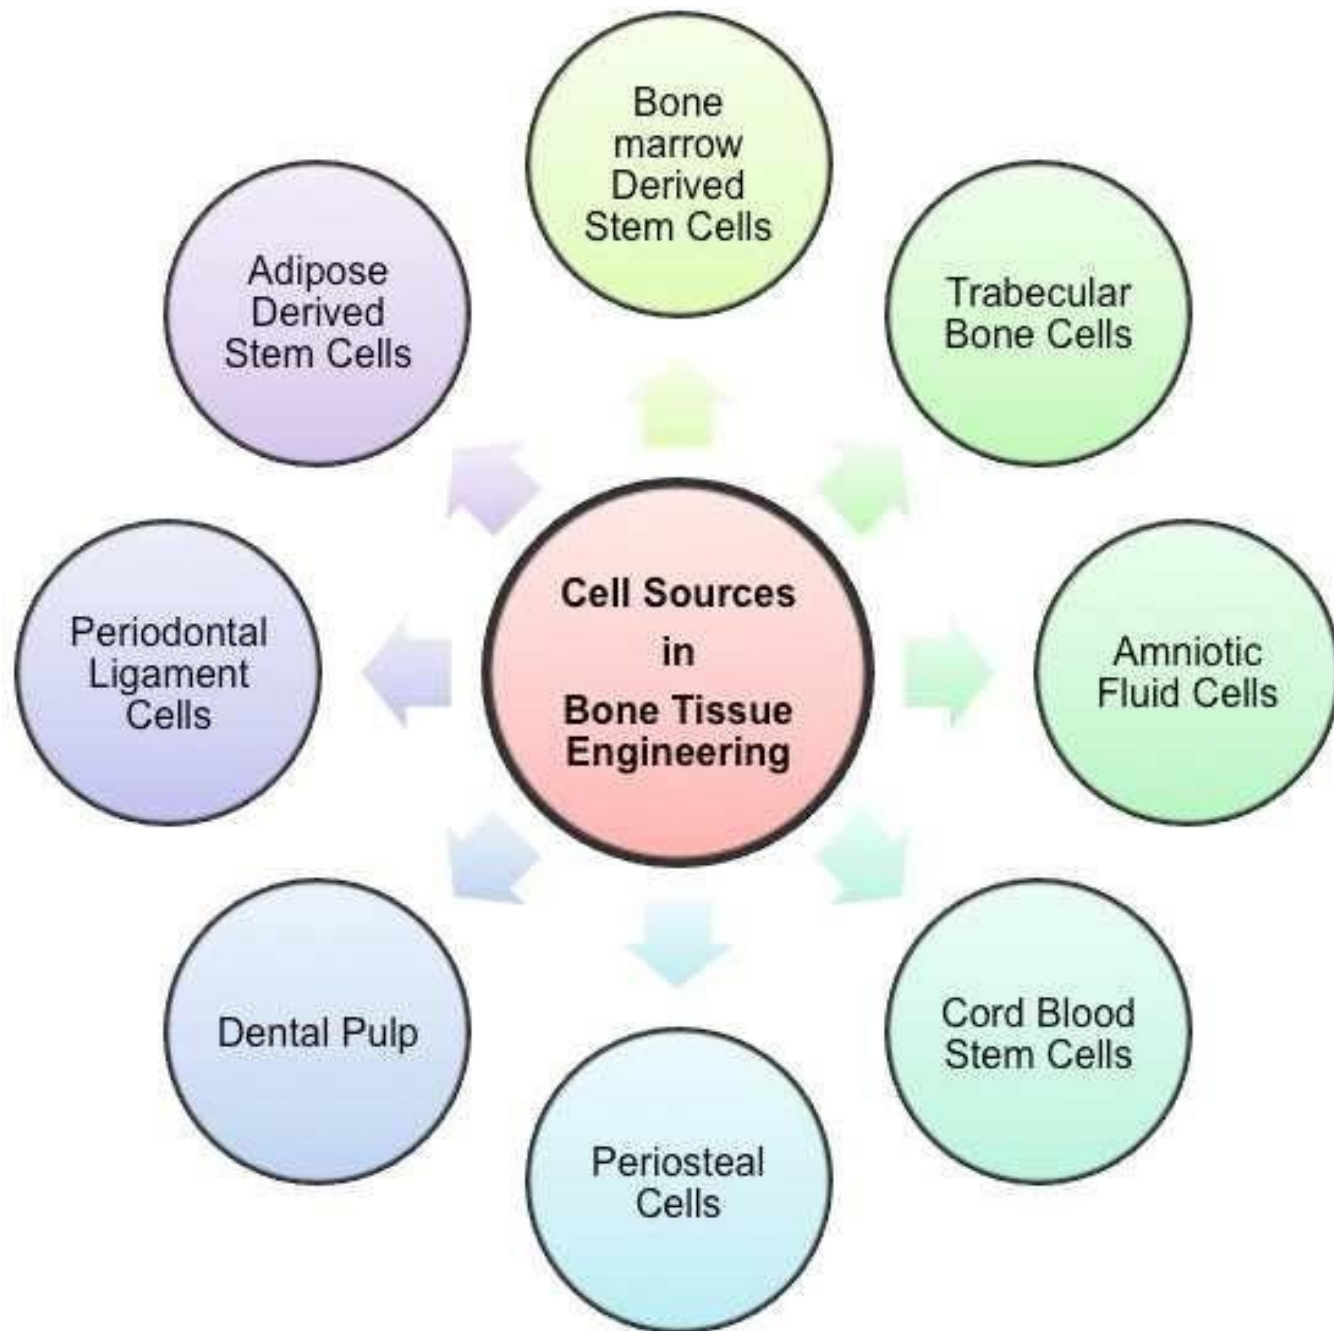 Bone
marrow
Derived
Stem Cells
Trabecular
Bone Cells
Amniotic
Fluid Cells
Cord Blood
Stem Cells
Periosteal
Cells
Dental Pulp
Periodontal
Ligament
Cells
Adipose
Derived
Stem Cells
Cell Sources
in
Bone Tissue
Engineering